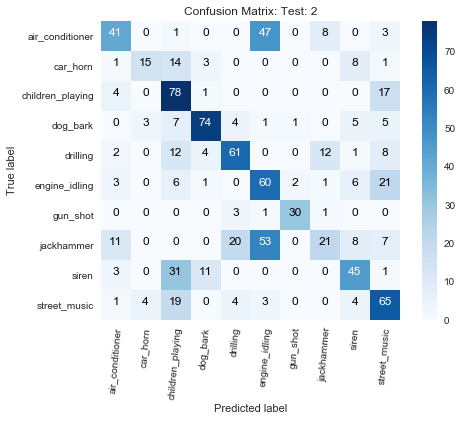 Confusion Matrix: Test: 2
True label
air_conditioner 41 0 1 0 0 47 0 8 0 3
car_horn 1 15 14 3 0 0 0 0 8 1
children_playing 4 0 78 1 0 0 0 0 0 17
dog_bark 0 3 7 74 4 1 1 0 5 5
drilling 2 0 12 4 61 0 0 12 1 8
engine_idling 3 0 6 1 0 60 2 1 6 21
gun_shot 0 0 0 0 3 1 30 1 0 0
jackhammer 11 0 0 0 20 53 0 21 8 7
siren 3 0 31 11 0 0 0 0 45 1
street_music 1 4 19 0 4 3 0 0 4 65
air_conditioner car_horn children_playing dog_bark drilling engine_idling gun_shot jackhammer siren street_music
Predicted label
70
60
50
40
30
20
10
0